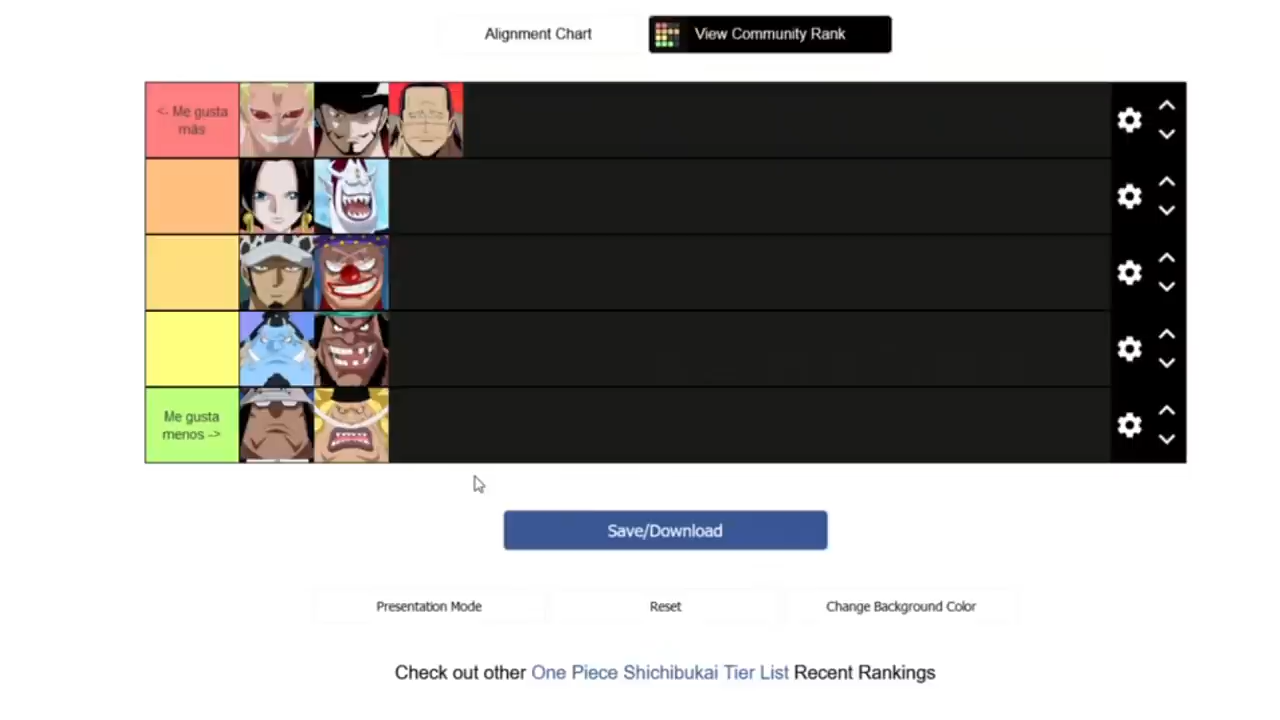 Alignment Chart
View Community Rank
<- Me gusta
más
Me gusta
menos ->
Save/Download
Presentation Mode
Reset
Change Background Color
Check out other One Piece Shichibukai Tier List Recent Rankings